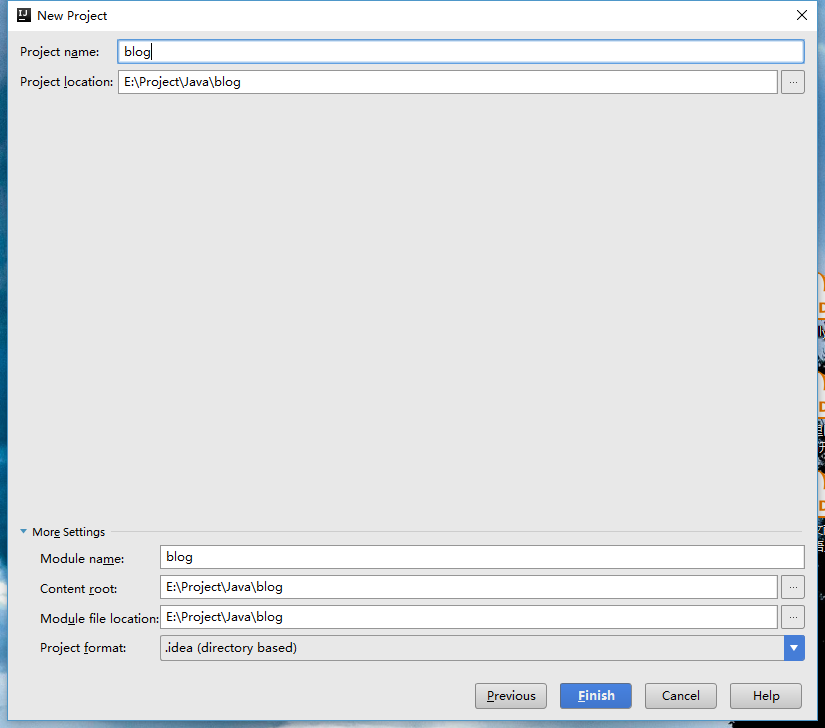 New Project
Project name: blog
Project location: E:\Project\Java\blog ...
More Settings
Module name: blog
Content root: E:\Project\Java\blog ...
Module file location: E:\Project\Java\blog ...
Project format: .idea (directory based)
Previous Finish Cancel Help